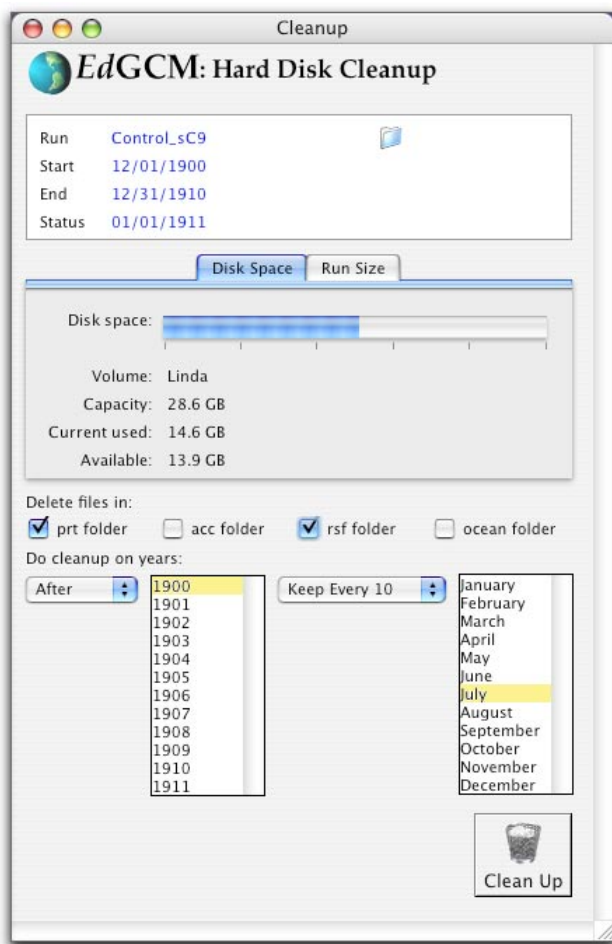 Cleanup
EdGCM: Hard Disk Cleanup
Run Control_sC9
Start 12/01/1900
End 12/31/1910
Status 01/01/1911
Disk Space Run Size
Disk space:
Volume: Linda
Capacity: 28.6 GB
Current used: 14.6 GB
Available: 13.9 GB
Delete files in:
prt folder acc folder rsf folder ocean folder
Do cleanup on years:
After
1900
1901
1902
1903
1904
1905
1906
1907
1908
1909
1910
1911
Keep Every 10
January
February
March
April
May
June
July
August
September
October
November
December
Clean Up